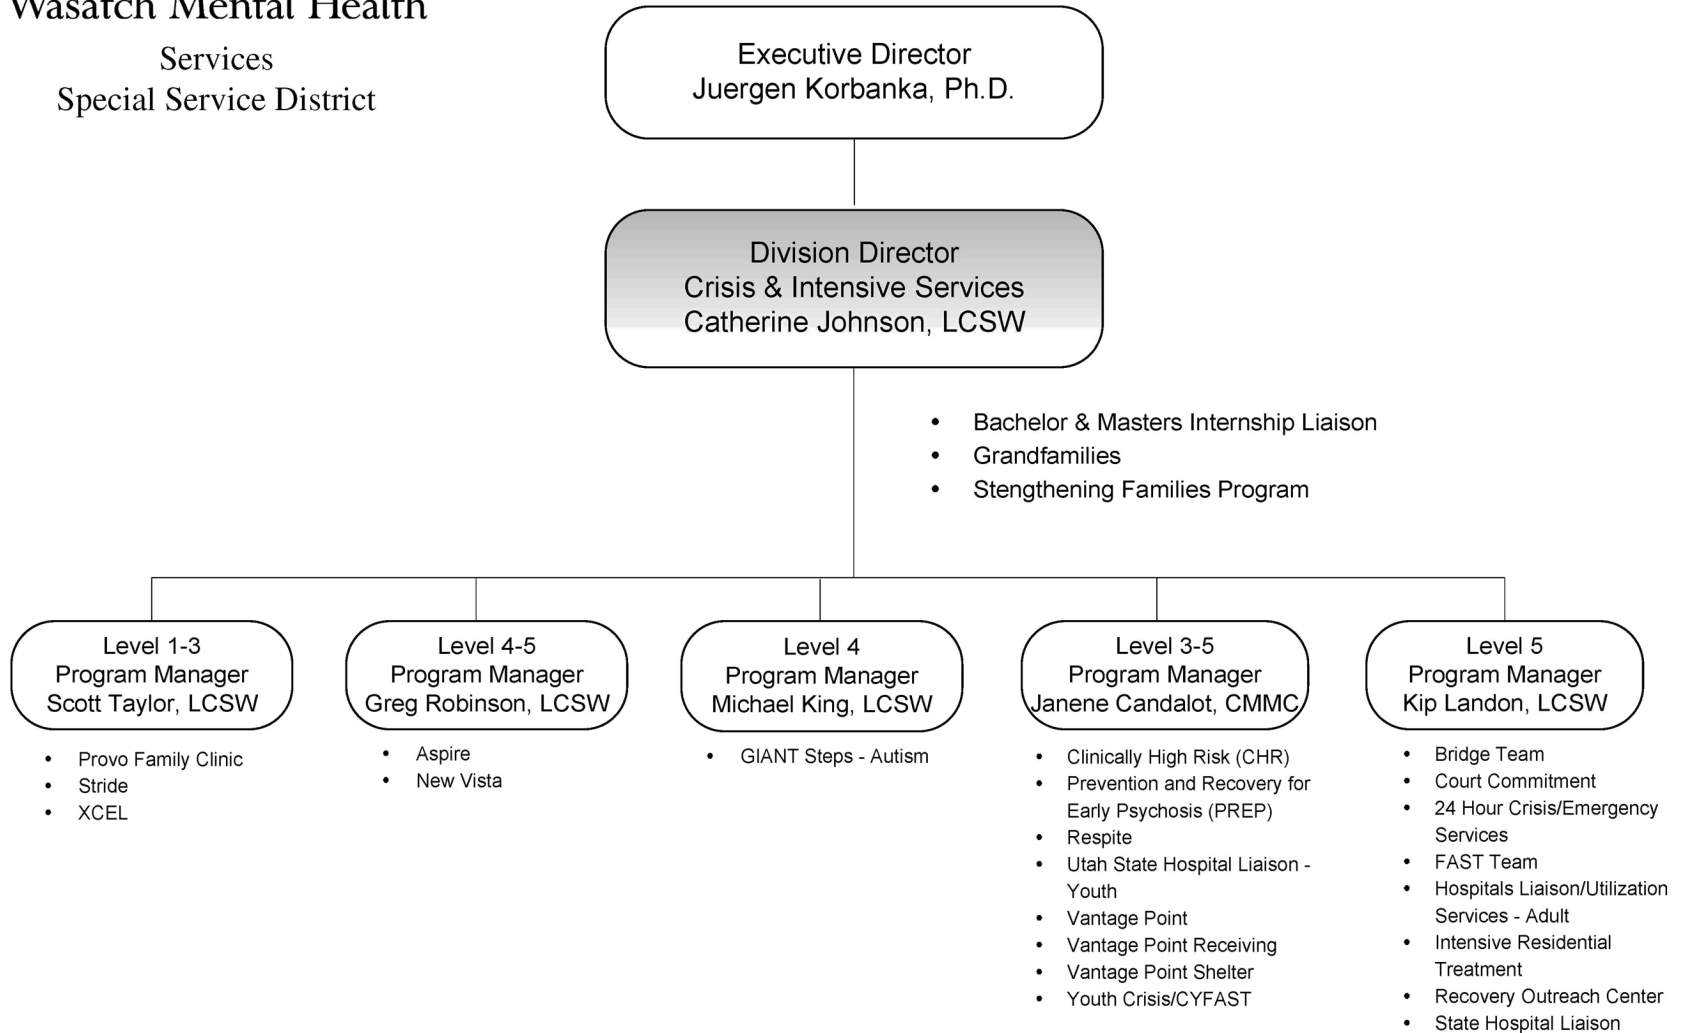 Wasatch Mental Health
Services
Special Service District
Executive Director
Juergen Korbanka, Ph.D.
Division Director
Crisis & Intensive Services
Catherine Johnson, LCSW
• Bachelor & Masters Internship Liaison
• Grandfamilies
• Stengthening Families Program
Level 1-3
Program Manager
Scott Taylor, LCSW
• Provo Family Clinic
• Stride
• XCEL
Level 4-5
Program Manager
Greg Robinson, LCSW
• Aspire
• New Vista
Level 4
Program Manager
Michael King, LCSW
• GIANT Steps - Autism
Level 3-5
Program Manager
Janene Candalot, CMMC
• Clinically High Risk (CHR)
• Prevention and Recovery for
Early Psychosis (PREP)
• Respite
• Utah State Hospital Liaison -
Youth
• Vantage Point
• Vantage Point Receiving
• Vantage Point Shelter
• Youth Crisis/CYFAST
Level 5
Program Manager
Kip Landon, LCSW
• Bridge Team
• Court Commitment
• 24 Hour Crisis/Emergency
Services
• FAST Team
• Hospitals Liaison/Utilization
Services - Adult
• Intensive Residential
Treatment
• Recovery Outreach Center
• State Hospital Liaison